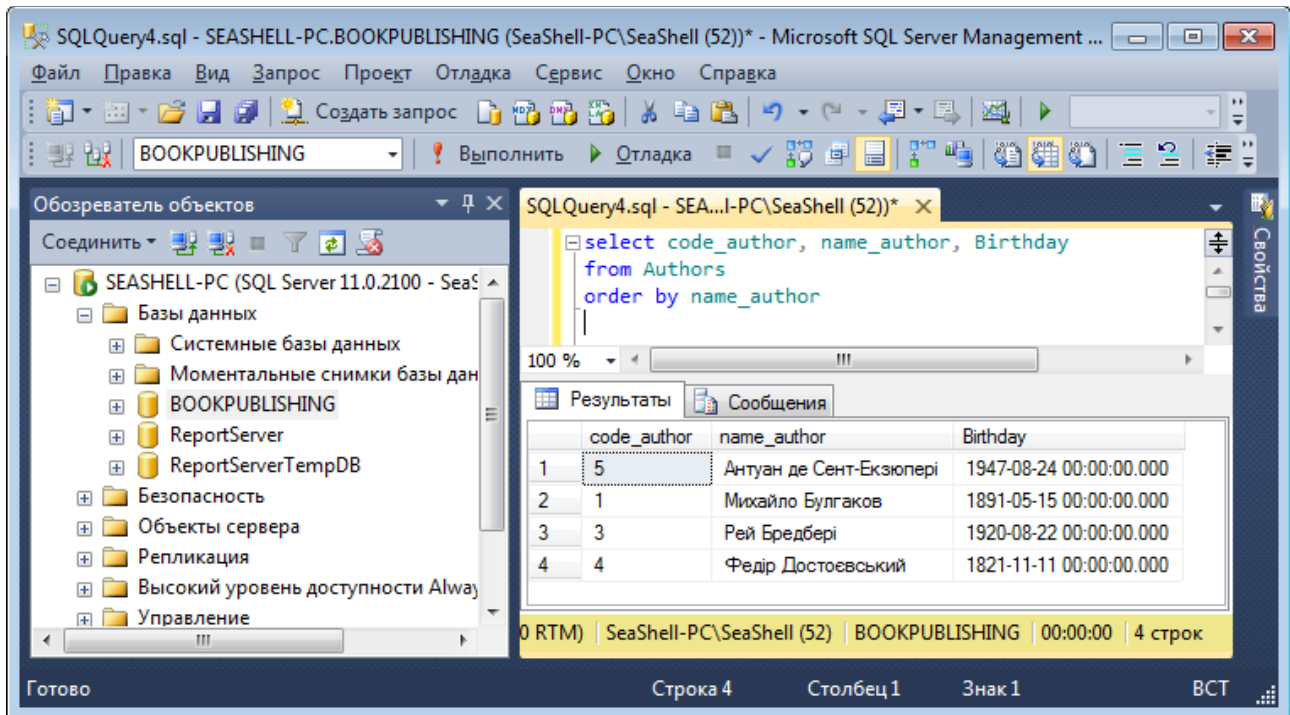 SQLQuery4.sql - SEASHELL-PC.BOOKPUBLISHING (SeaShell-PC\SeaShell (52))* - Microsoft SQL Server Management ...
Файл Правка Вид Запрос Проект Отладка Сервис Окно Справка
Создать запрос
BOOKPUBLISHING Выполнить Отладка
Обозреватель объектов
Соединить
SEASHELL-PC (SQL Server 11.0.2100 - SeaS
Базы данных
Системные базы данных
Моментальные снимки базы дан
BOOKPUBLISHING
ReportServer
ReportServerTempDB
Безопасность
Объекты сервера
Репликация
Высокий уровень доступности Alway
Управление
SQLQuery4.sql - SEA...l-PC\SeaShell (52))*
select code_author, name_author, Birthday
from Authors
order by name_author
100 %
Результаты Сообщения
code_author name_author Birthday
1 5 Антуан де Сент-Екзюпері 1947-08-24 00:00:00.000
2 1 Михайло Булгаков 1891-05-15 00:00:00.000
3 3 Рей Бредбері 1920-08-22 00:00:00.000
4 4 Федір Достоєвський 1821-11-11 00:00:00.000
0 RTM) SeaShell-PC\SeaShell (52) BOOKPUBLISHING 00:00:00 4 строк
Свойства
Готово Строка 4 Столбец 1 Знак 1 ВСТ